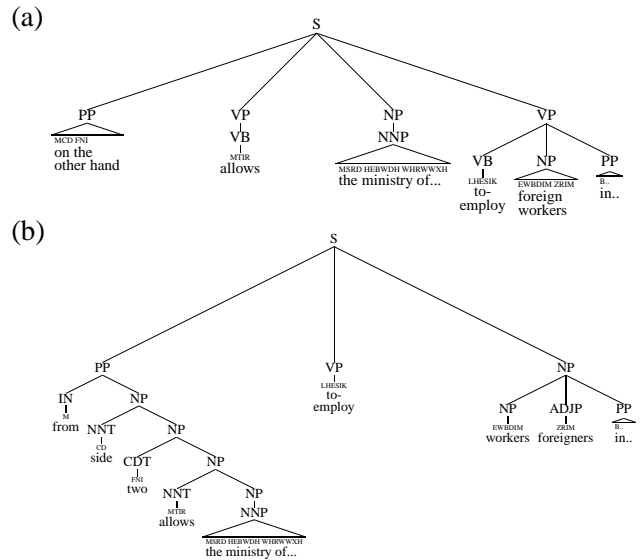 (a)
S
PP VP NP VP
VB NNP
MCD FNI MTIR
on the allows
other hand
MSRD HEBWDH WHRWWXH
the ministry of...
VB NP PP
LHESIK EWBDIM ZRIM B..
to- foreign in..
employ workers
(b)
S
PP VP NP
LHESIK
to-
employ
IN NP
M
from
NNT NP
CD
side
CDT NP
FNI
two
NNT NP
MTIR NNP
allows
MSRD HEBWDH WHRWWXH
the ministry of...
NP ADJP PP
EWBDIM ZRIM B..
workers foreigners in..